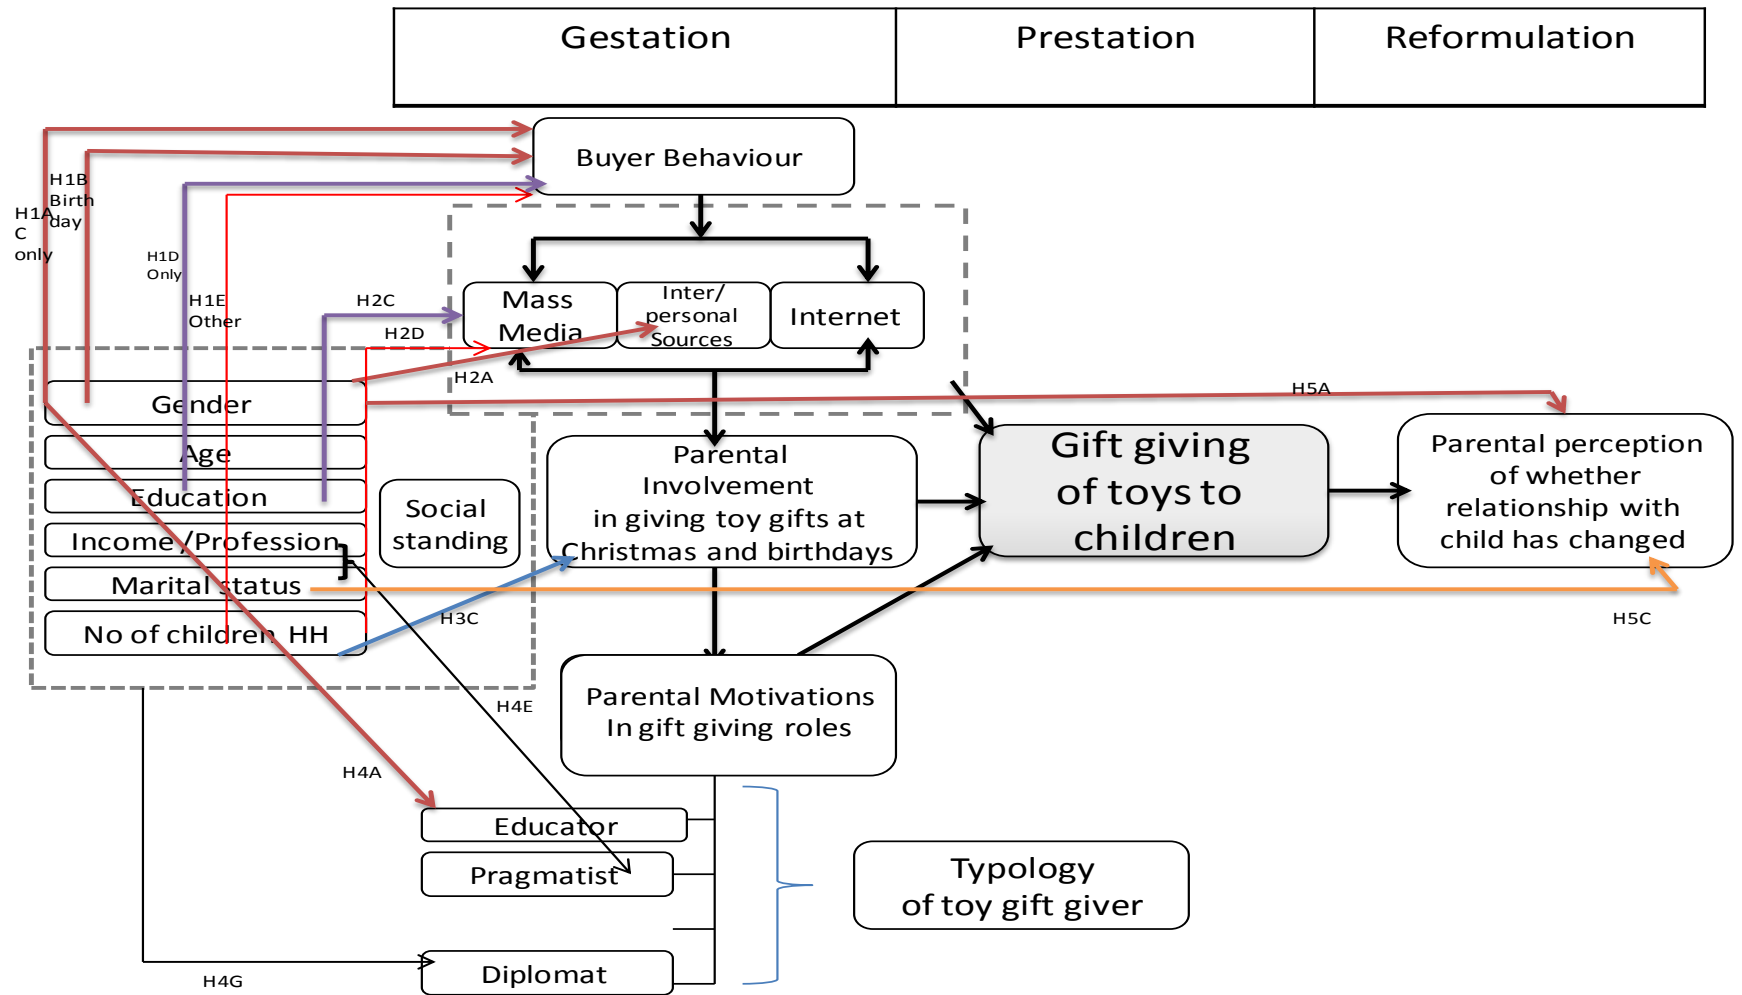 Gestation
Prestation
Reformulation
Buyer Behaviour
H1B
Birth
day
H1A
C
only
H1D
Only
H1E
Other
H2C
H2D
Mass
Media
Inter/
personal
Sources
Internet
H2A
H5A
Gender
Age
Education
Income /Profession
Marital status
No of children HH
Social
standing
Parental
Involvement
in giving toy gifts at
Christmas and birthdays
Gift giving
of toys to
children
Parental perception
of whether
relationship with
child has changed
H3C
H5C
Parental Motivations
In gift giving roles
H4E
H4A
Educator
Pragmatist
Diplomat
Typology
of toy gift giver
H4G